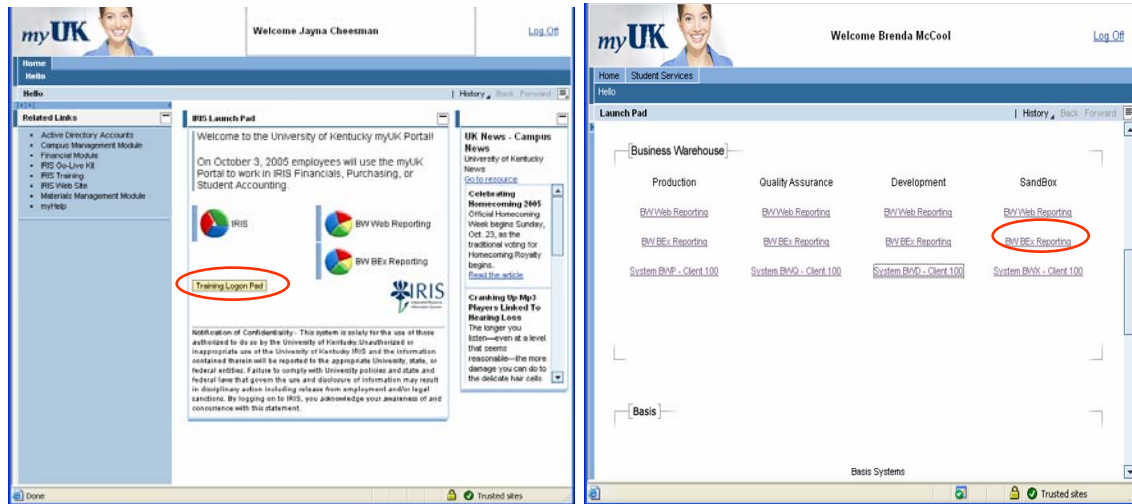 myUK
Welcome Jayna Cheesman
Log Off
Home
Hello
Hello
History Back Forward
Related Links
Active Directory Accounts
Campus Management Module
Financial Module
IRIS Go-Live Kit
IRIS Training
IRIS Web Site
Materials Management Module
myHelp
IRIS Launch Pad
Welcome to the University of Kentucky myUK Portal!
On October 3, 2005 employees will use the myUK
Portal to work in IRIS Financials, Purchasing, or
Student Accounting.
IRIS
BW Web Reporting
BW BEx Reporting
Training Logon Pad
IRIS
Notification of Confidentiality - This system is solely for the use of those
authorized to do so by the University of Kentucky. Unauthorized or
inappropriate use of the University of Kentucky IRIS and the information
contained therein will be reported to the appropriate University, state, or
federal entities. Failure to comply with University policies and state and
federal laws that govern the use and disclosure of information may result
in disciplinary action including release from employment and/or legal
sanctions. By logging on to IRIS, you acknowledge your awareness of and
concurrence with this statement.
UK News - Campus
News
University of Kentucky
News
Go to resource
Celebrating
Homecoming 2005
Official Homecoming
Week begins Sunday,
Oct. 23, as the
traditional voting for
Homecoming Royalty
begins.
Read the article
Cranking Up Mp3
Players Linked To
Hearing Loss
The longer you
listen—even at a level
that seems
reasonable—the more
damage you can do to
the delicate hair cells
Done
Trusted sites
myUK
Welcome Brenda McCool
Log Off
Home Student Services
Hello
Launch Pad
History Back Forward
Business Warehouse
Production Quality Assurance Development SandBox
BW Web Reporting BW Web Reporting BW Web Reporting BW Web Reporting
BW BEx Reporting BW BEx Reporting BW BEx Reporting BW BEx Reporting
System BWP - Client 100 System BWQ - Client 100 System BWD - Client 100 System BWX - Client 100
Basis
Basis Systems
Trusted sites